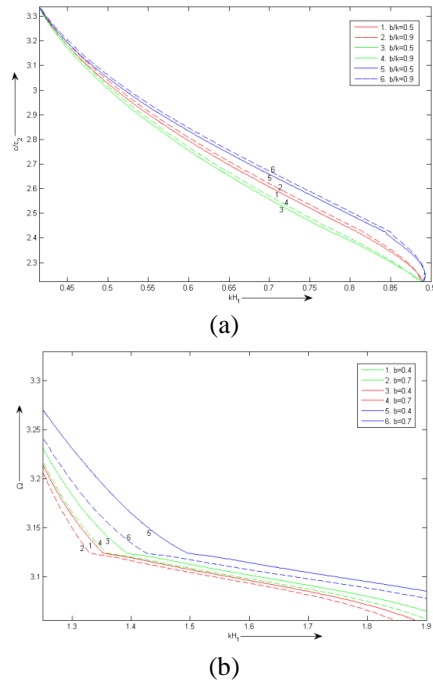 3.3
3.2
3.1
3
2.9
2.8
2.7
2.6
2.5
2.4
2.3
c/c₂
1. b/k=0.5
2. b/k=0.9
3. b/k=0.5
4. b/k=0.9
5. b/k=0.5
6. b/k=0.9
6
5
2
1
4
3
0.45 0.5 0.55 0.6 0.65 0.7 0.75 0.8 0.85 0.9
kH₁
(a)
3.3
3.25
3.2
3.15
3.1
Ω
1. b=0.4
2. b=0.7
3. b=0.4
4. b=0.7
5. b=0.4
6. b=0.7
5
2 1 4 3 6
1.3 1.4 1.5 1.6 1.7 1.8 1.9
kH₁
(b)